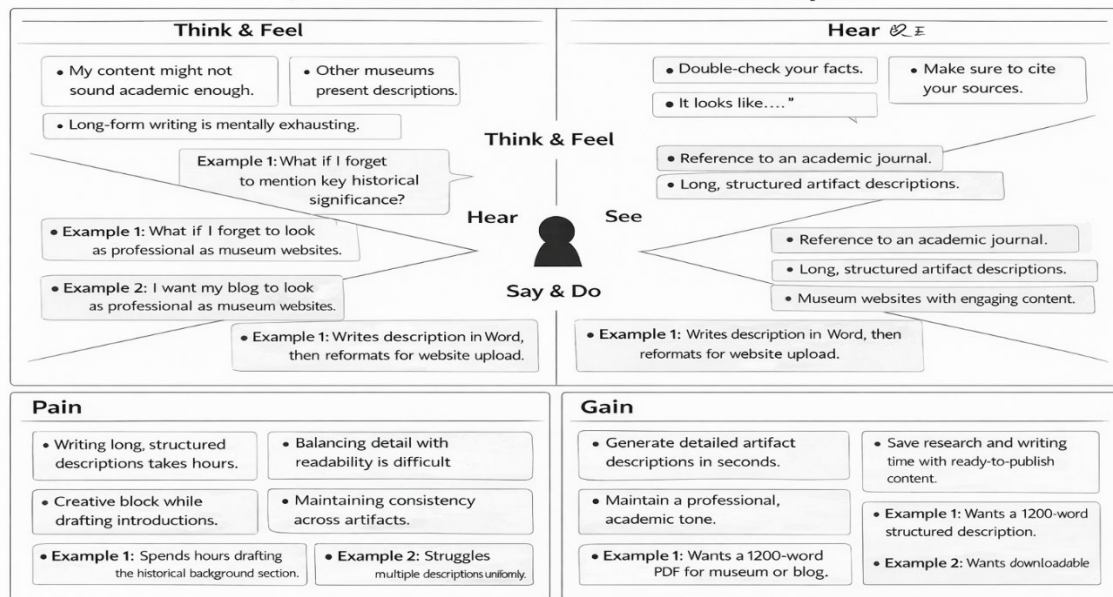 Think & Feel
• My content might not
sound academic enough.
• Other museums
present descriptions.
• Long-form writing is mentally exhausting.
Example 1: What if I forget
to mention key historical
significance?
• Example 1: What if I forget to look
as professional as museum websites.
• Example 2: I want my blog to look
as professional as museum websites.
• Example 1: Writes description in Word,
then reformats for website upload.
Think & Feel
Hear
See
Say & Do
Hear
• Double-check your facts.
• Make sure to cite
your sources.
• It looks like...."
• Reference to an academic journal.
• Long, structured artifact descriptions.
• Reference to an academic journal.
• Long, structured artifact descriptions.
• Museum websites with engaging content.
• Example 1: Writes description in Word, then
reformats for website upload.
Pain
• Writing long, structured
descriptions takes hours.
• Balancing detail with
readability is difficult
• Creative block while
drafting introductions.
• Maintaining consistency
across artifacts.
• Example 1: Spends hours drafting
the historical background section.
• Example 2: Struggles
multiple descriptions uniformly.
Gain
• Generate detailed artifact
descriptions in seconds.
• Save research and writing
time with ready-to-publish
content.
• Maintain a professional,
academic tone.
• Example 1: Wants a 1200-word
structured description.
• Example 1: Wants a 1200-word
PDF for museum or blog.
• Example 2: Wants downloadable